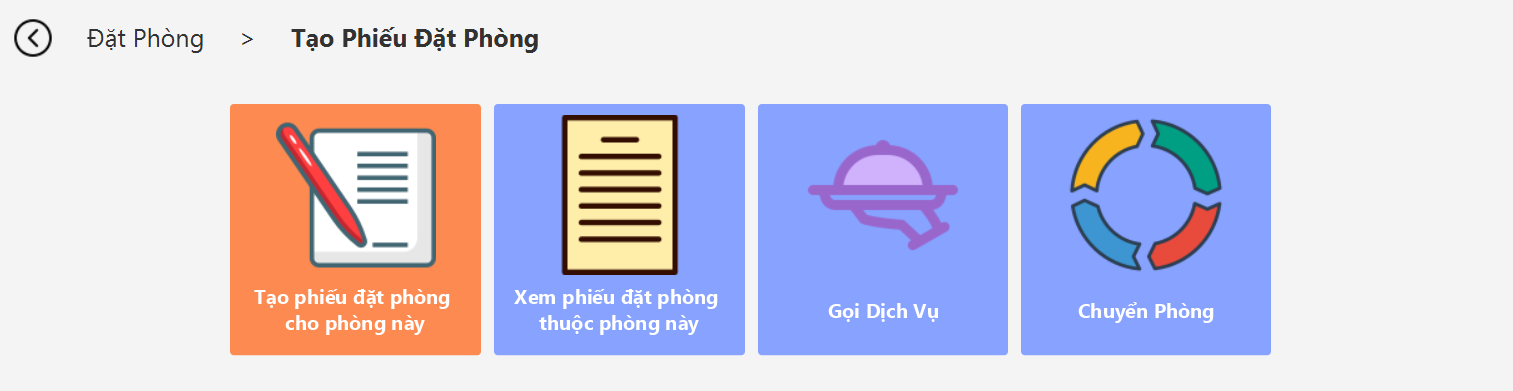 Đặt Phòng > Tạo Phiếu Đặt Phòng
Tạo phiếu đặt phòng
cho phòng này
Xem phiếu đặt phòng
thuộc phòng này
Gọi Dịch Vụ
Chuyển Phòng